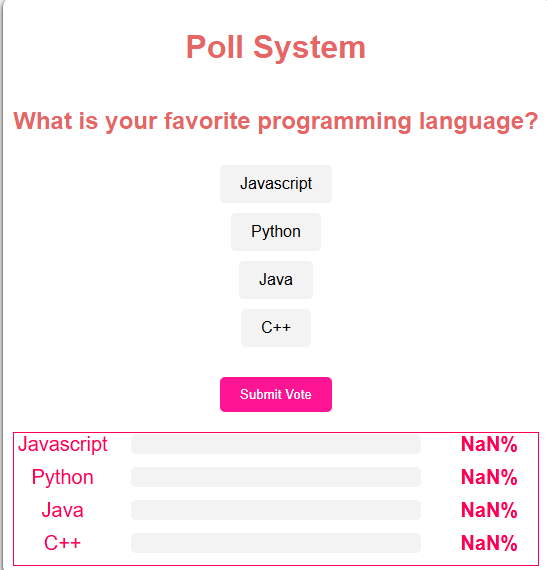 Poll System
What is your favorite programming language?
Javascript
Python
Java
C++
Submit Vote
Javascript NaN%
Python NaN%
Java NaN%
C++ NaN%